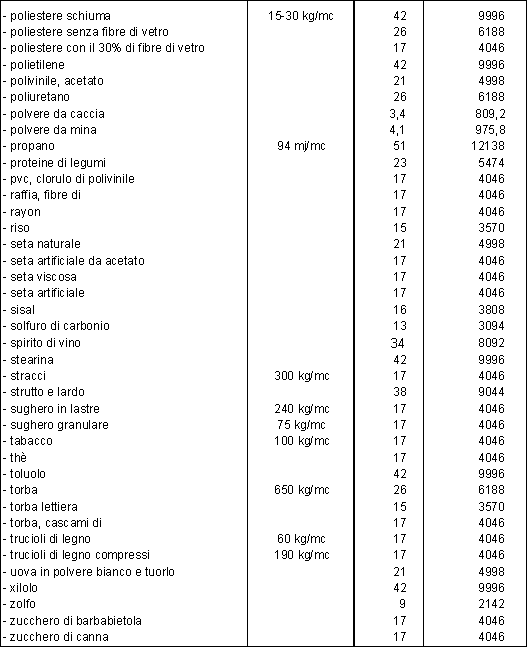 - poliestere schiuma 15-30 kg/mc 42 9996
- poliestere senza fibre di vetro 26 6188
- poliestere con il 30% di fibre di vetro 17 4046
- polietilene 42 9996
- polivinile, acetato 21 4998
- poliuretano 26 6188
- polvere da caccia 3,4 809,2
- polvere da mina 4,1 975,8
- propano 94 mj/mc 51 12138
- proteine di legumi 23 5474
- pvc, clorulo di polivinile 17 4046
- raffia, fibre di 17 4046
- rayon 17 4046
- riso 15 3570
- seta naturale 21 4998
- seta artificiale da acetato 17 4046
- seta viscosa 17 4046
- seta artificiale 17 4046
- sisal 16 3808
- solfuro di carbonio 13 3094
- spirito di vino 34 8092
- stearina 42 9996
- stracci 300 kg/mc 17 4046
- strutto e lardo 38 9044
- sughero in lastre 240 kg/mc 17 4046
- sughero granulare 75 kg/mc 17 4046
- tabacco 100 kg/mc 17 4046
- thè 17 4046
- toluolo 42 9996
- torba 650 kg/mc 26 6188
- torba lettiera 15 3570
- torba, cascami di 17 4046
- trucioli di legno 60 kg/mc 17 4046
- trucioli di legno compressi 190 kg/mc 17 4046
- uova in polvere bianco e tuorlo 21 4998
- xilolo 42 9996
- zolfo 9 2142
- zucchero di barbabietola 17 4046
- zucchero di canna 17 4046